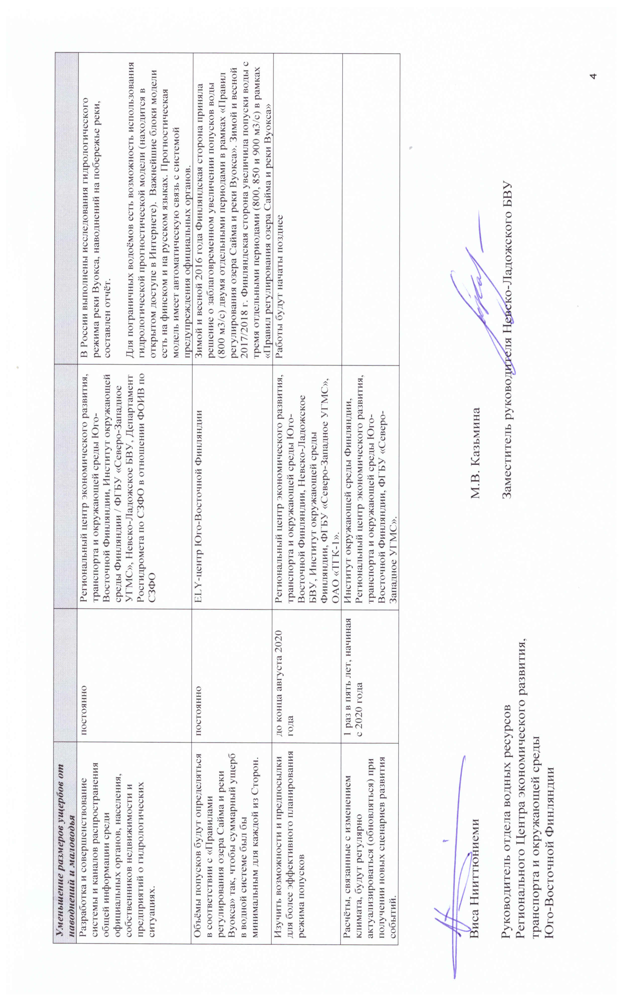 Уменьшение размеров ущербов от
наводнений и маловодья
Разработка и совершенствование
системы и каналов распространения
общей информации среди
официальных органов, населения,
собственников недвижимости и
предприятий о гидрологических
ситуациях.
постоянно
Региональный центр экономического развития,
транспорта и окружающей среды Юго-
Восточной Финляндии, Институт окружающей
среды Финляндии / ФГБУ «Северо-Западное
УГМС», Невско-Ладожское БВУ, Департамент
Росгидромета по СЗФО в отношении ФОИВ по
СЗФО
В России выполнены исследования гидрологического
режима реки Вуокса, наводнений на побережье реки,
составлен отчёт.
Для пограничных водоёмов есть возможность использования
гидрологической прогностической модели (находится в
открытом доступе в Интернете). Важнейшие блоки модели
есть на финском и на русском языках. Прогностическая
модель имеет автоматическую связь с системой
предупреждения официальных органов.
Объёмы попусков будут определяться
в соответствии с «Правилами
регулирования озера Сайма и реки
Вуокса» так, чтобы суммарный ущерб
в водной системе был бы
минимальным для каждой из Сторон.
постоянно
ELY-центр Юго-Восточной Финляндии
Зимой и весной 2016 года Финляндская сторона приняла
решение о заблаговременном увеличении попусков воды
(800 м3/с) двумя отдельными периодами в рамках «Правил
регулирования озера Сайма и реки Вуокса». Зимой и весной
2017/2018 г. Финляндская сторона увеличила попуски воды с
тремя отдельными периодами (800, 850 и 900 м3/с) в рамках
«Правил регулирования озера Сайма и реки Вуокса»
Изучить возможности и предпосылки
для более эффективного планирования
режима попусков
до конца августа 2020
года
Региональный центр экономического развития,
транспорта и окружающей среды Юго-
Восточной Финляндии, Невско-Ладожское
БВУ, Институт окружающей среды
Финляндии, ФГБУ «Северо-Западное УГМС»,
ОАО «ТГК-1».
Работы будут начаты позднее
Расчёты, связанные с изменением
климата, будут регулярно
актуализироваться (обновляться) при
получении новых сценариев развития
событий.
1 раз в пять лет, начиная
с 2020 года
Институт окружающей среды Финляндии,
Региональный центр экономического развития,
транспорта и окружающей среды Юго-
Восточной Финляндии, ФГБУ «Северо-
Западное УГМС».
Виса Нииттюниеми
Руководитель отдела водных ресурсов
Регионального Центра экономического развития,
транспорта и окружающей среды
Юго-Восточной Финляндии
М.В. Казьмина
Заместитель руководителя Невско-Ладожского БВУ
4